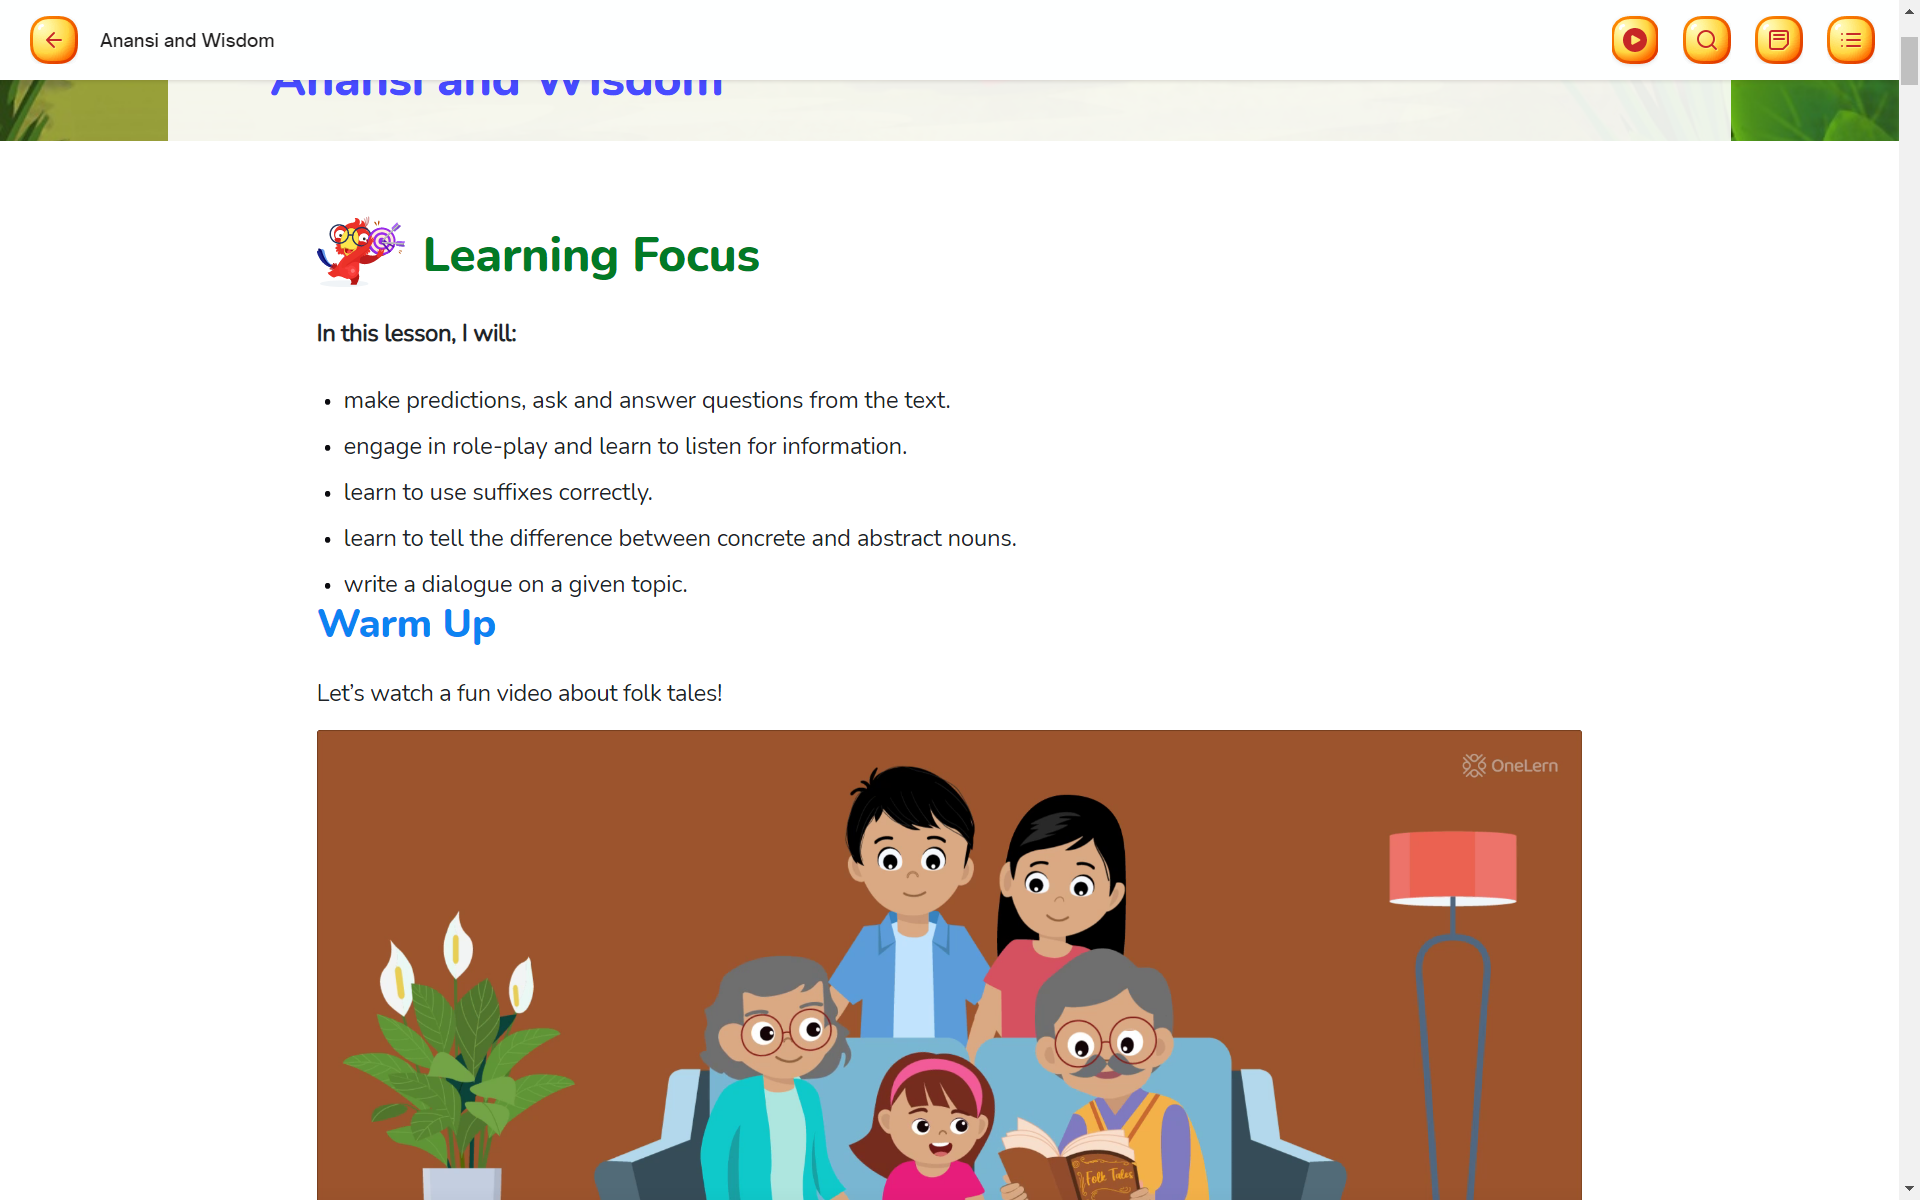 Anansi and Wisdom
Anansi and Wisdom
Learning Focus
In this lesson, I will:
make predictions, ask and answer questions from the text.
engage in role-play and learn to listen for information.
learn to use suffixes correctly.
learn to tell the difference between concrete and abstract nouns.
write a dialogue on a given topic.
Warm Up
Let’s watch a fun video about folk tales!
OneLern
Folk Tales